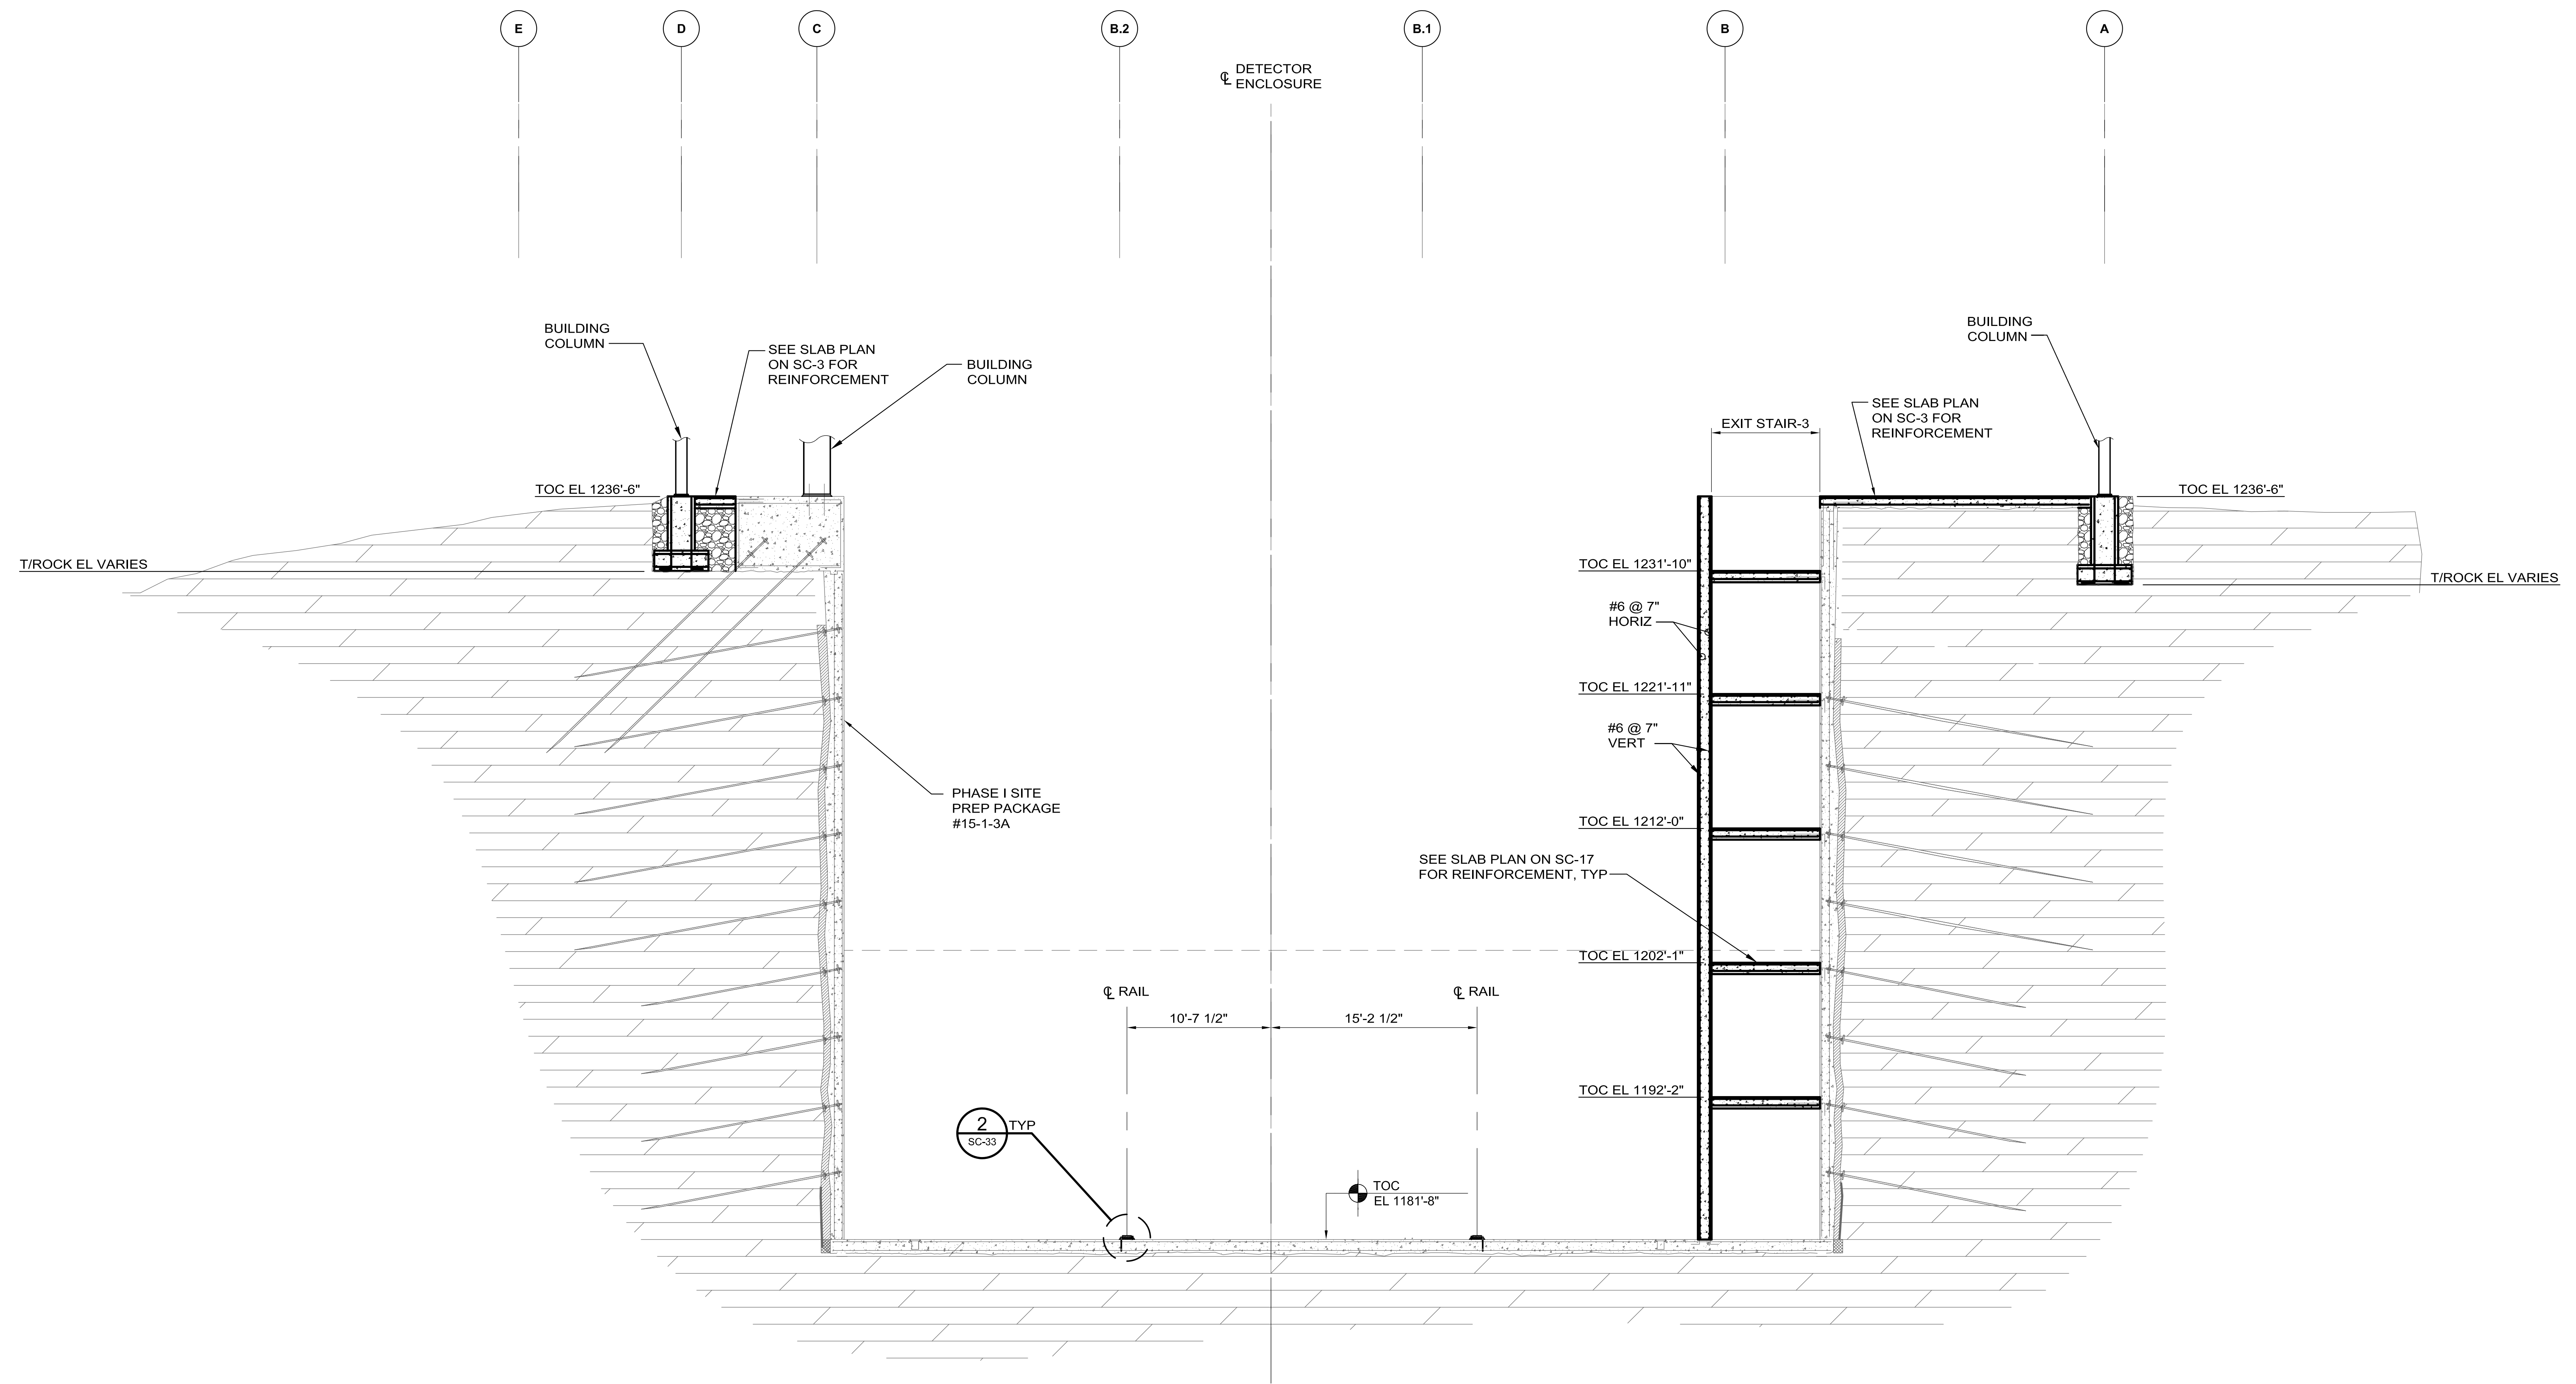 E
D
C
B.2
B.1
B
A
℄ DETECTOR
ENCLOSURE
BUILDING
COLUMN
SEE SLAB PLAN
ON SC-3 FOR
REINFORCEMENT
BUILDING
COLUMN
BUILDING
COLUMN
SEE SLAB PLAN
ON SC-3 FOR
REINFORCEMENT
EXIT STAIR-3
TOC EL 1236'-6"
TOC EL 1236'-6"
T/ROCK EL VARIES
TOC EL 1231'-10"
T/ROCK EL VARIES
#6 @ 7"
HORIZ
TOC EL 1221'-11"
#6 @ 7"
VERT
PHASE I SITE
PREP PACKAGE
#15-1-3A
TOC EL 1212'-0"
SEE SLAB PLAN ON SC-17
FOR REINFORCEMENT, TYP
TOC EL 1202'-1"
℄ RAIL
℄ RAIL
10'-7 1/2"
15'-2 1/2"
TOC EL 1192'-2"
2
SC-33
TYP
TOC
EL 1181'-8"